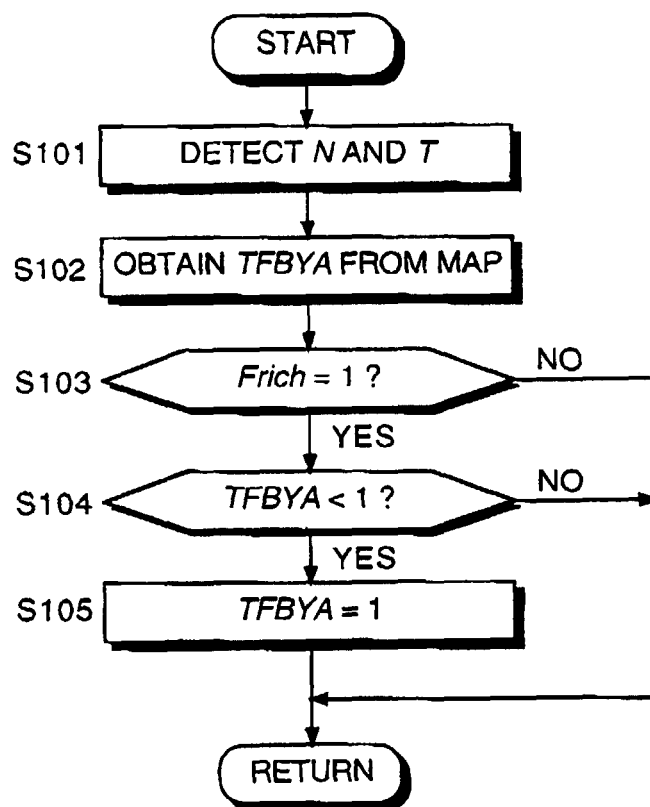 START
S101 DETECT N AND T
S102 OBTAIN TFBYA FROM MAP
S103 Frich = 1 ? NO
YES
S104 TFBYA < 1 ? NO
YES
S105 TFBYA = 1
RETURN